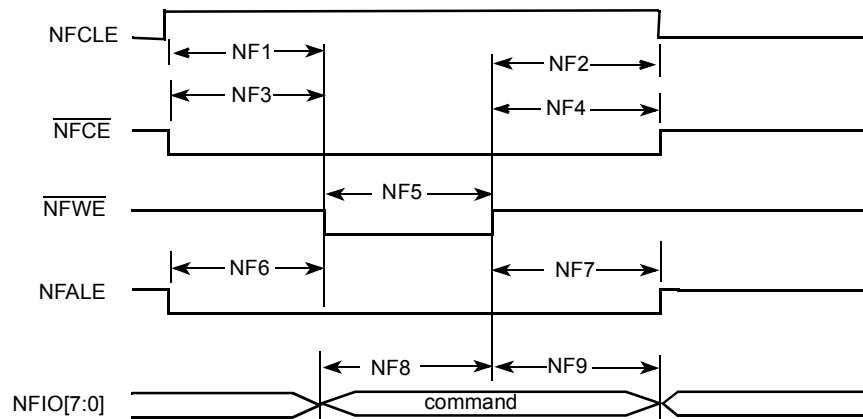 NFCLE
NF1
NF2
NF3
NF4
NFCE
NF5
NFWE
NF6
NF7
NFALE
NF8
NF9
NFIO[7:0]
command